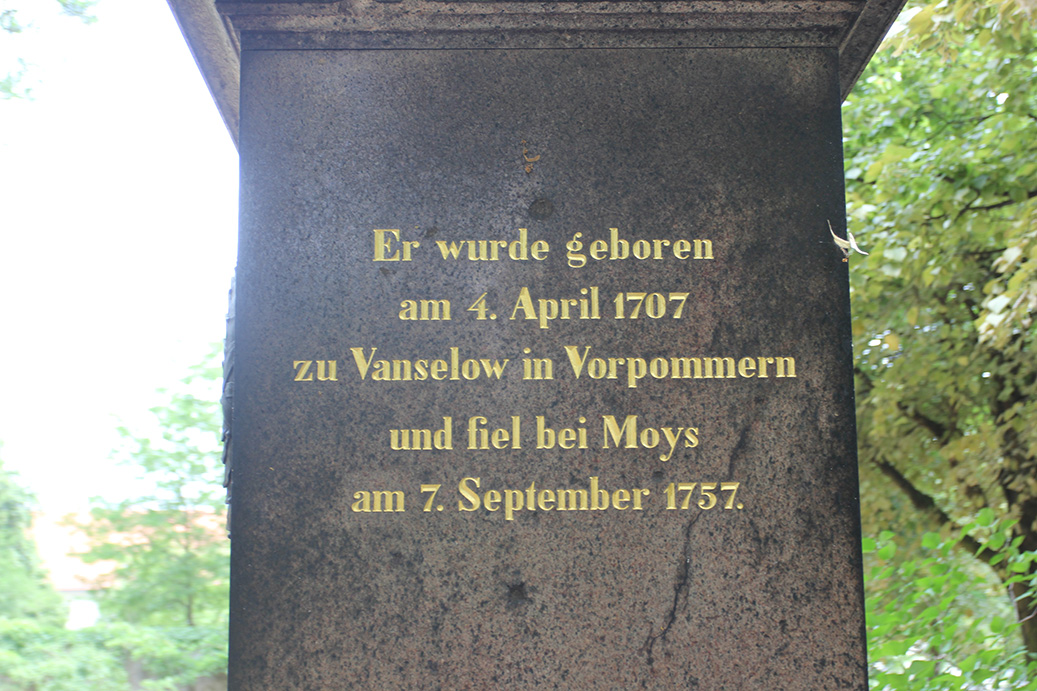 Er wurde geboren
am 4. April 1707
zu Vanselow in Vorpommern
und fiel bei Moys
am 7. September 1757.